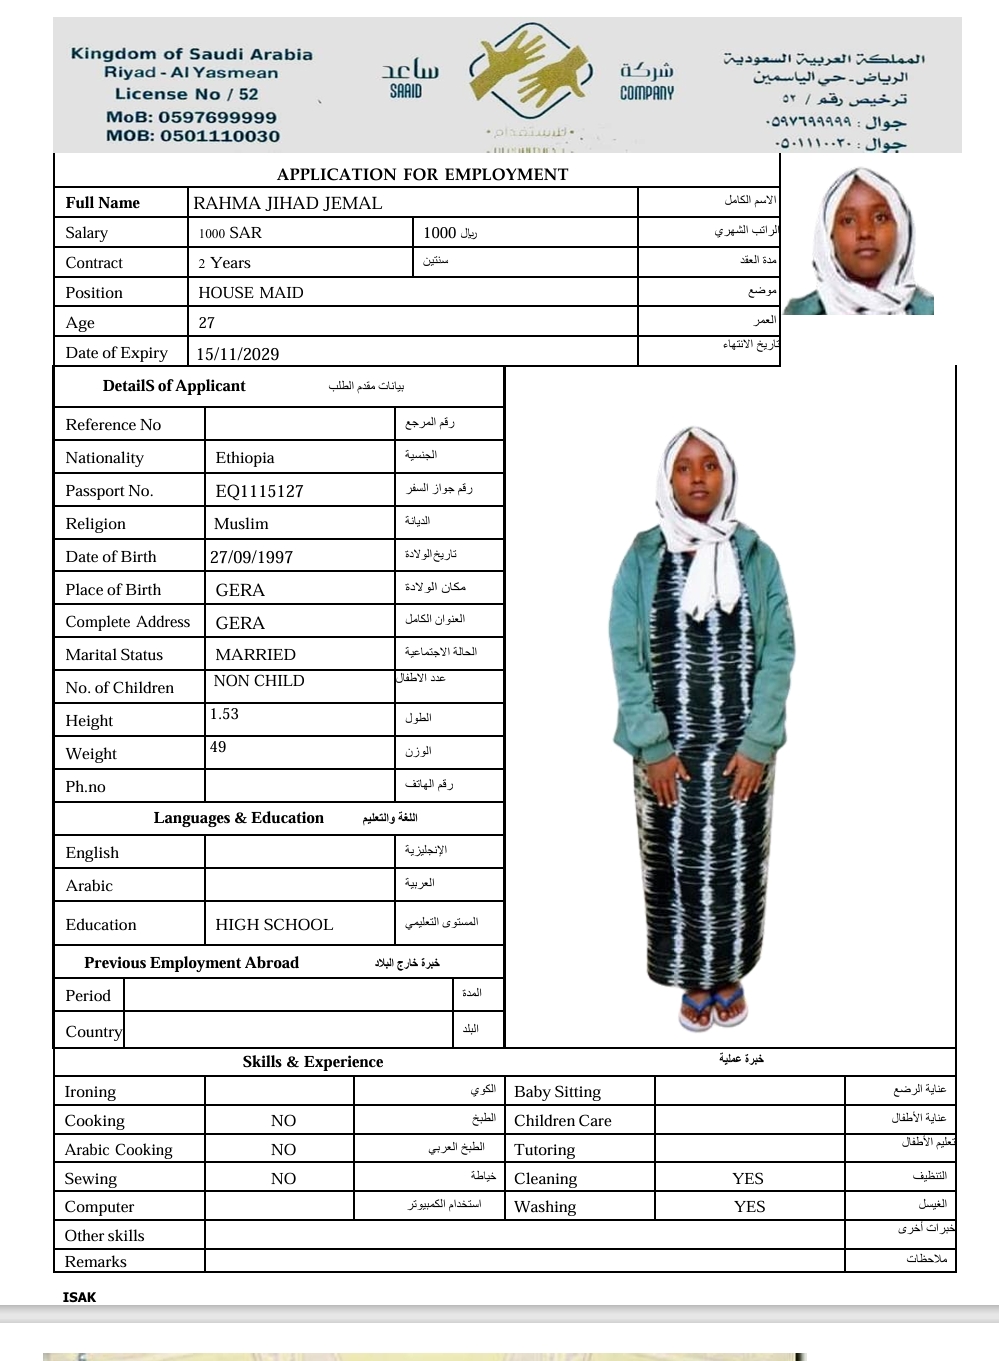 Kingdom of Saudi Arabia
Riyad - Al Yasmean
License No / 52
MoB: 0597699999
MOB: 0501110030
ساعد
SAAID
شركة
COMPANY
للاستقدام
المملكة العربية السعودية
الرياض - حي الياسمين
ترخيص رقم / ٥٢
جوال : ٠٥٩٧٦٩٩٩٩٩
جوال : ٠٥٠١١١٠٠٣٠
APPLICATION FOR EMPLOYMENT
Full Name RAHMA JIHAD JEMAL الاسم الكامل
Salary 1000 SAR 1000 ريال الراتب الشهري
Contract 2 Years سنتين مدة العقد
Position HOUSE MAID موضع
Age 27 العمر
Date of Expiry 15/11/2029 تاريخ الانتهاء
DetailS of Applicant بيانات مقدم الطلب
Reference No رقم المرجع
Nationality Ethiopia الجنسية
Passport No. EQ1115127 رقم جواز السفر
Religion Muslim الديانة
Date of Birth 27/09/1997 تاريخ الولادة
Place of Birth GERA مكان الولادة
Complete Address GERA العنوان الكامل
Marital Status MARRIED الحالة الاجتماعية
No. of Children NON CHILD عدد الاطفال
Height 1.53 الطول
Weight 49 الوزن
Ph.no رقم الهاتف
Languages & Education اللغة والتعليم
English الإنجليزية
Arabic العربية
Education HIGH SCHOOL المستوى التعليمي
Previous Employment Abroad خبرة خارج البلاد
Period المدة
Country البلد
Skills & Experience خبرة عملية
Ironing الكوي Baby Sitting عناية الرضع
Cooking NO الطبخ Children Care عناية الأطفال
Arabic Cooking NO الطبخ العربي Tutoring تعليم الأطفال
Sewing NO خياطة Cleaning YES التنظيف
Computer استخدام الكمبيوتر Washing YES الغيسل
Other skills خبرات أخرى
Remarks ملاحظات
ISAK